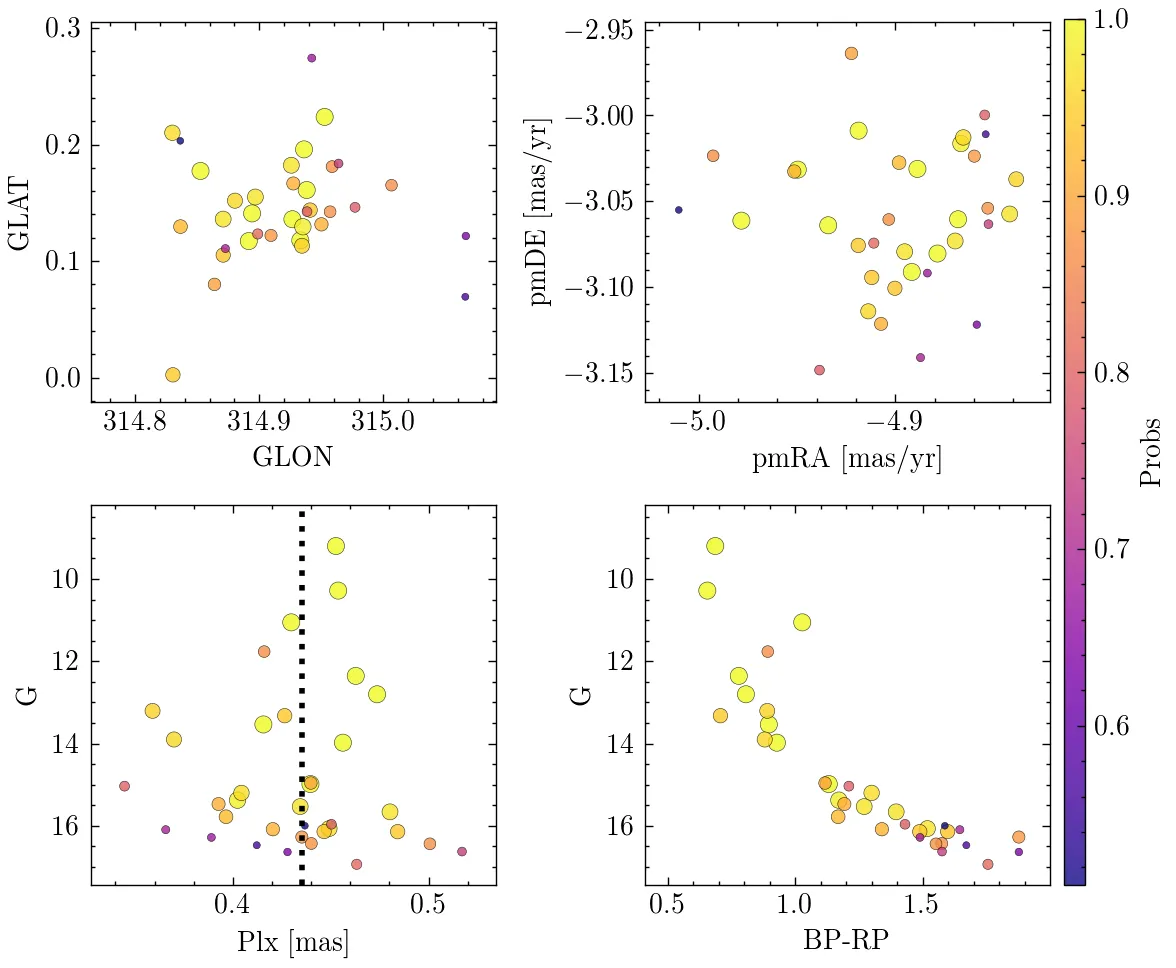 0.3
0.2
0.1
0.0
GLAT
314.8 314.9 315.0
GLON
−2.95
−3.00
−3.05
−3.10
−3.15
pmDE [mas/yr]
−5.0 −4.9
pmRA [mas/yr]
10
12
14
16
G
0.4 0.5
Plx [mas]
10
12
14
16
G
0.5 1.0 1.5
BP-RP
1.0
0.9
0.8
0.7
0.6
Probs